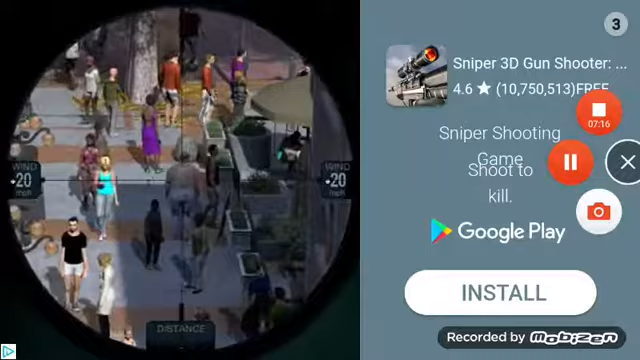 3
Sniper 3D Gun Shooter: ...
4.6 ★ (10,750,513)FREE
07:16
Sniper Shooting
Game
Shoot to
kill.
WIND
20
mph
WIND
20
mph
Google Play
INSTALL
DISTANCE
Recorded by mobizen